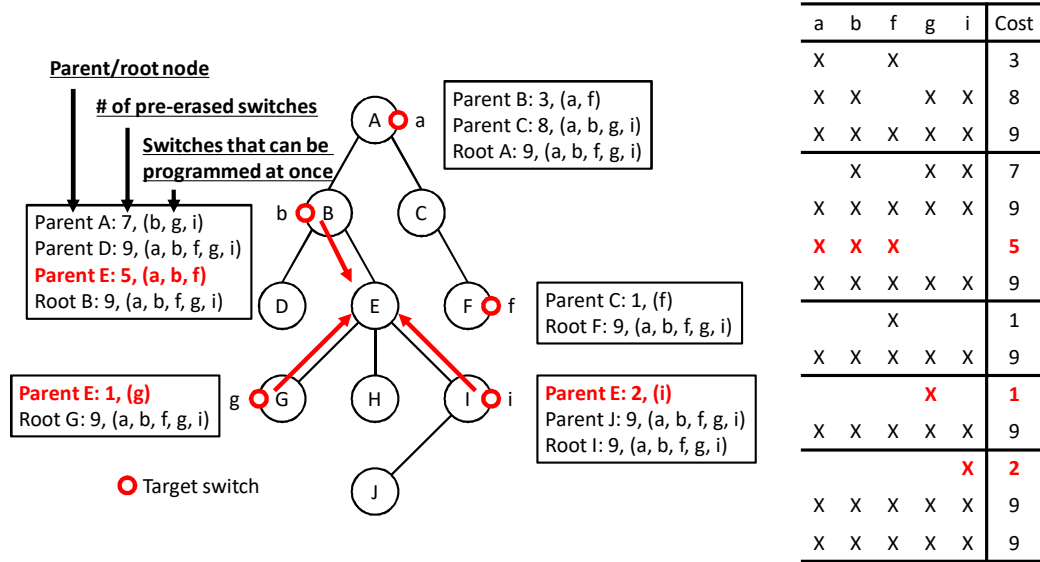 Parent/root node
# of pre-erased switches
Switches that can be
programmed at once
Parent A: 7, (b, g, i)
Parent D: 9, (a, b, f, g, i)
Parent E: 5, (a, b, f)
Root B: 9, (a, b, f, g, i)
A
a
Parent B: 3, (a, f)
Parent C: 8, (a, b, g, i)
Root A: 9, (a, b, f, g, i)
b
B
C
D
E
F
f
Parent C: 1, (f)
Root F: 9, (a, b, f, g, i)
Parent E: 1, (g)
Root G: 9, (a, b, f, g, i)
g
G
H
I
i
Parent E: 2, (i)
Parent J: 9, (a, b, f, g, i)
Root I: 9, (a, b, f, g, i)
J
Target switch
a b f g i Cost
X X 3
X X X X 8
X X X X X 9
X X X 7
X X X X X 9
X X X 5
X X X X X 9
X 1
X X X X X 9
X 1
X X X X X 9
X 2
X X X X X 9
X X X X X 9